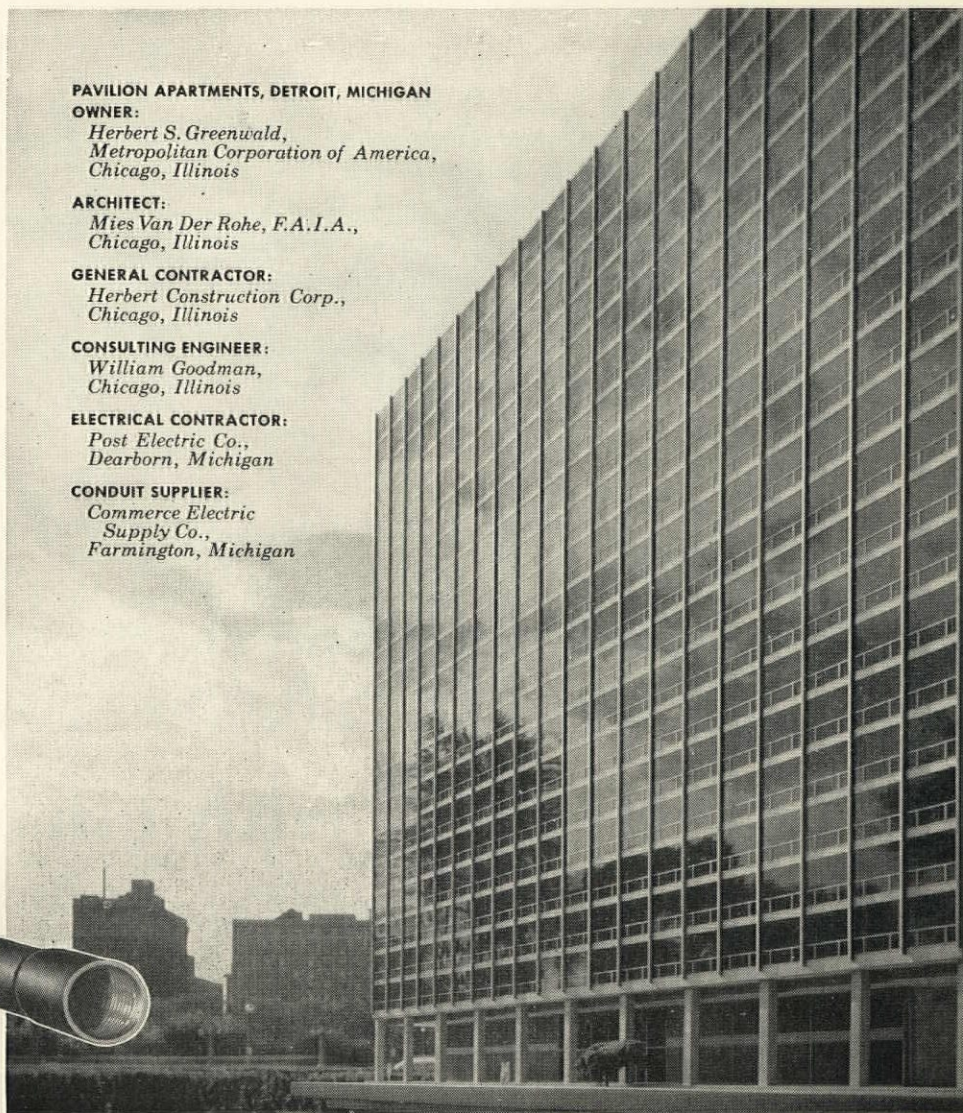 PAVILION APARTMENTS, DETROIT, MICHIGAN
OWNER:
Herbert S. Greenwald,
Metropolitan Corporation of America,
Chicago, Illinois
ARCHITECT:
Mies Van Der Rohe, F.A.I.A.,
Chicago, Illinois
GENERAL CONTRACTOR:
Herbert Construction Corp.,
Chicago, Illinois
CONSULTING ENGINEER:
William Goodman,
Chicago, Illinois
ELECTRICAL CONTRACTOR:
Post Electric Co.,
Dearborn, Michigan
CONDUIT SUPPLIER:
Commerce Electric
Supply Co.,
Farmington, Michigan